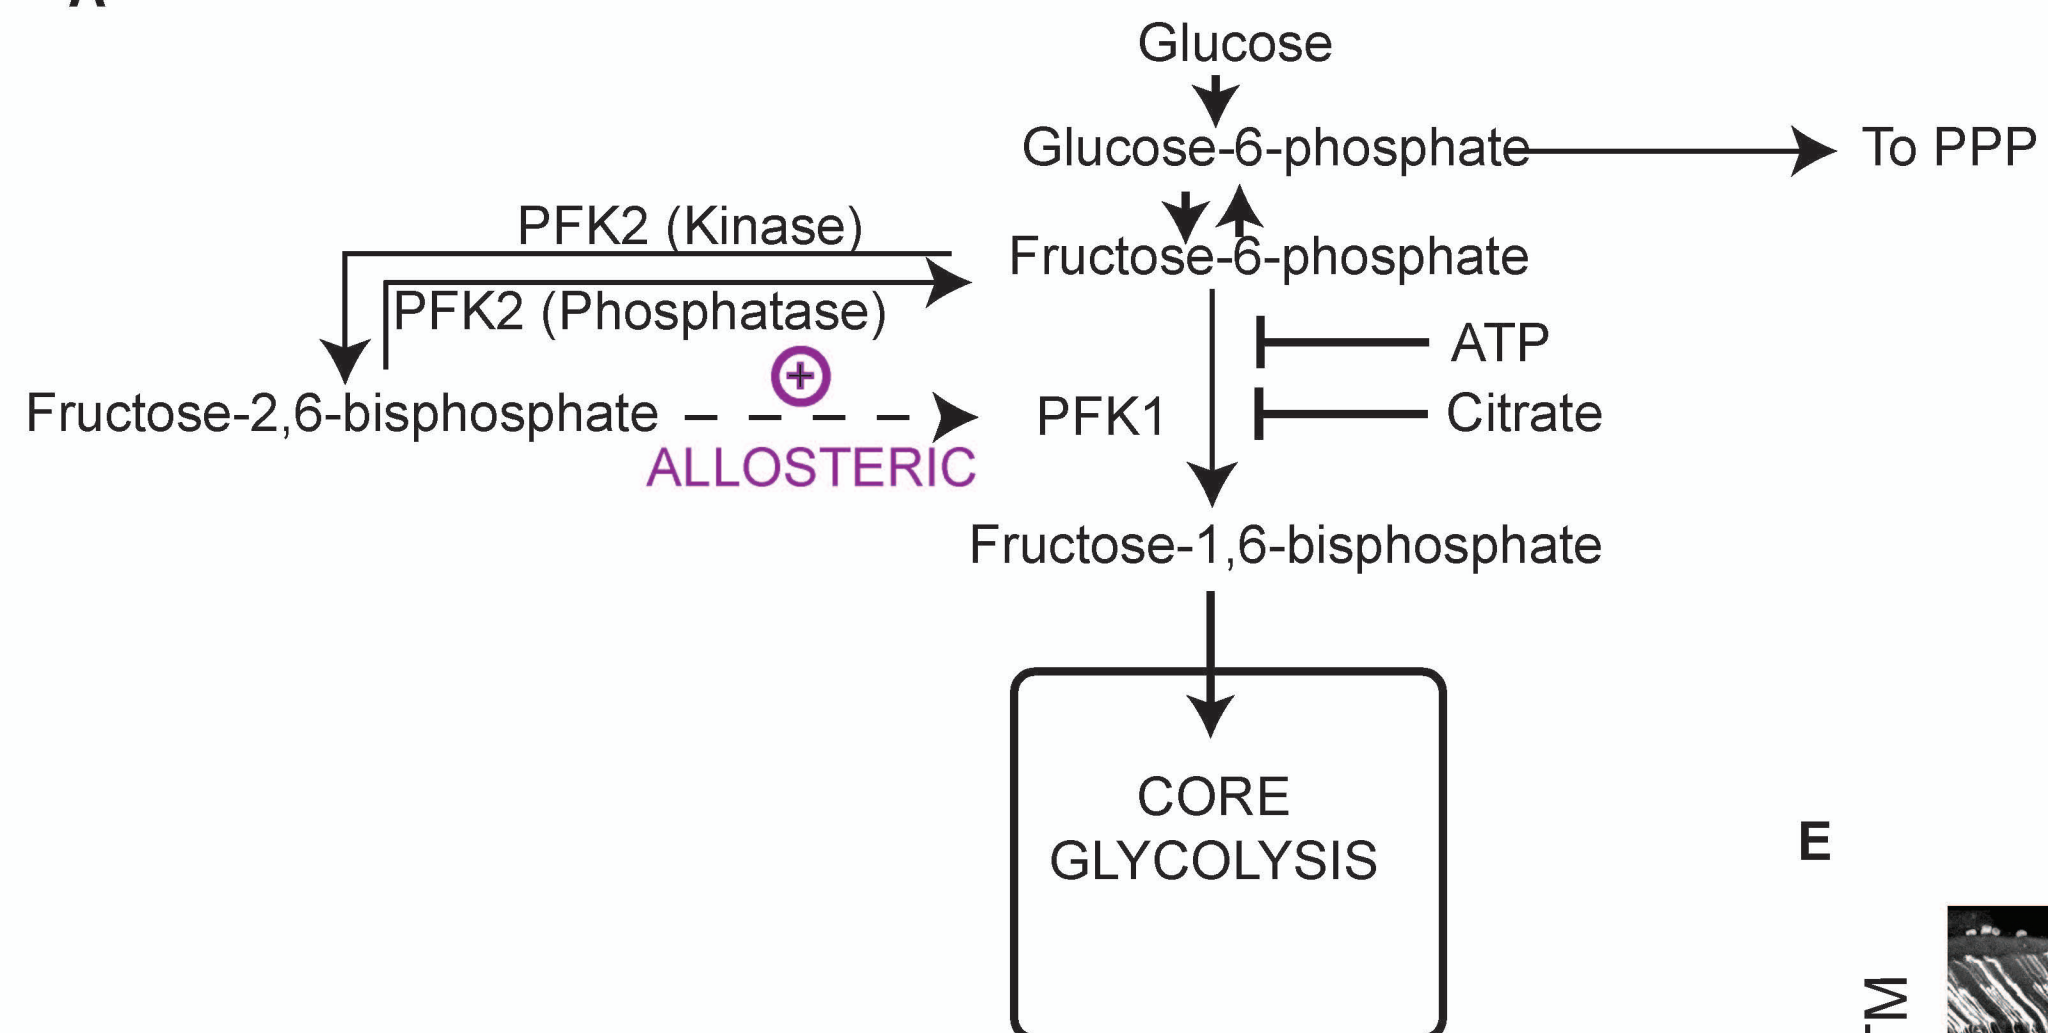 A
Glucose
Glucose-6-phosphate
To PPP
PFK2 (Kinase)
Fructose-6-phosphate
PFK2 (Phosphatase)
ATP
+
Fructose-2,6-bisphosphate
PFK1
Citrate
ALLOSTERIC
Fructose-1,6-bisphosphate
CORE
GLYCOLYSIS
E
TM